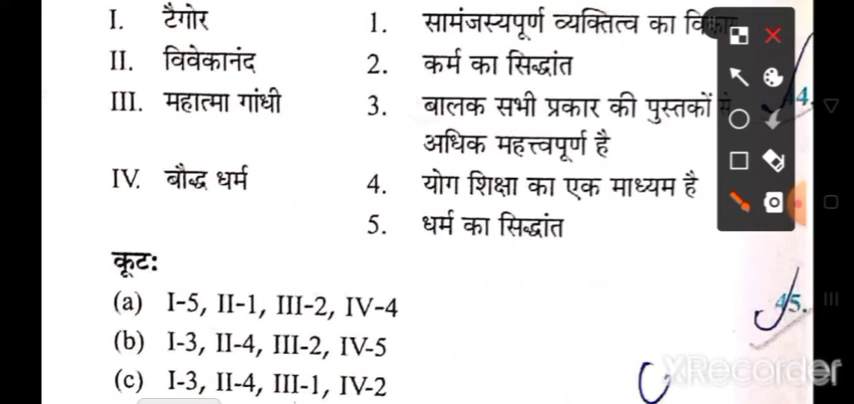 I. टैगोर 1. सामंजस्यपूर्ण व्यक्तित्व का
II. विवेकानंद 2. कर्म का सिद्धांत
III. महात्मा गांधी 3. बालक सभी प्रकार की पुस्तकों से
अधिक महत्त्वपूर्ण है
IV. बौद्ध धर्म 4. योग शिक्षा का एक माध्यम है
5. धर्म का सिद्धांत
कूटः
(a) I-5, II-1, III-2, IV-4
(b) I-3, II-4, III-2, IV-5
(c) I-3, II-4, III-1, IV-2
44.
45.
XRecorder